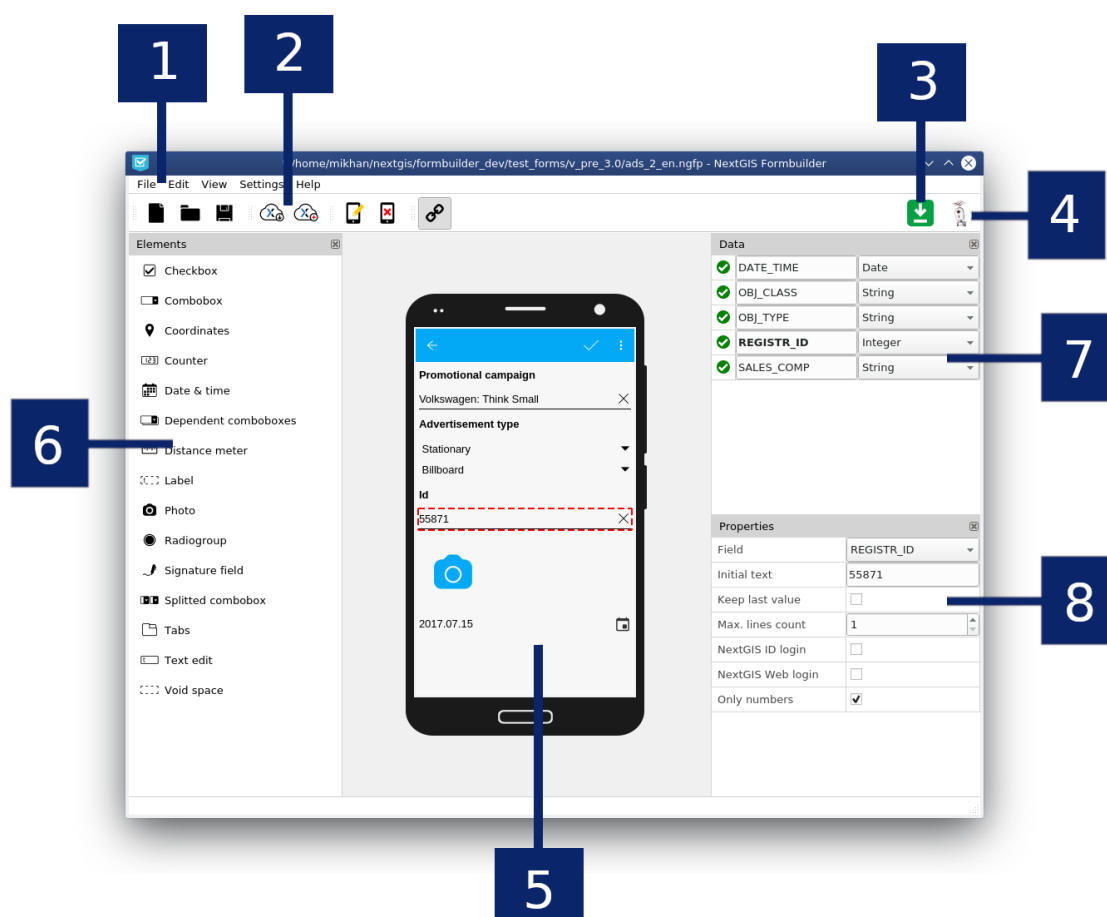 1
2
3
/home/mikhan/nextgis/formbuilder_dev/test_forms/v_pre_3.0/ads_2_en.ngfp - NextGIS Formbuilder
File Edit View Settings Help
4
Elements
Checkbox
Combobox
Coordinates
Counter
Date & time
Dependent comboboxes
Distance meter
Label
Photo
Radiogroup
Signature field
Splitted combobox
Tabs
Text edit
Void space
6
Promotional campaign
Volkswagen: Think Small
Advertisement type
Stationary
Billboard
Id
55871
2017.07.15
5
Data
DATE_TIME Date
OBJ_CLASS String
OBJ_TYPE String
REGISTR_ID Integer
SALES_COMP String
7
Properties
Field REGISTR_ID
Initial text 55871
Keep last value
Max. lines count 1
NextGIS ID login
NextGIS Web login
Only numbers
8